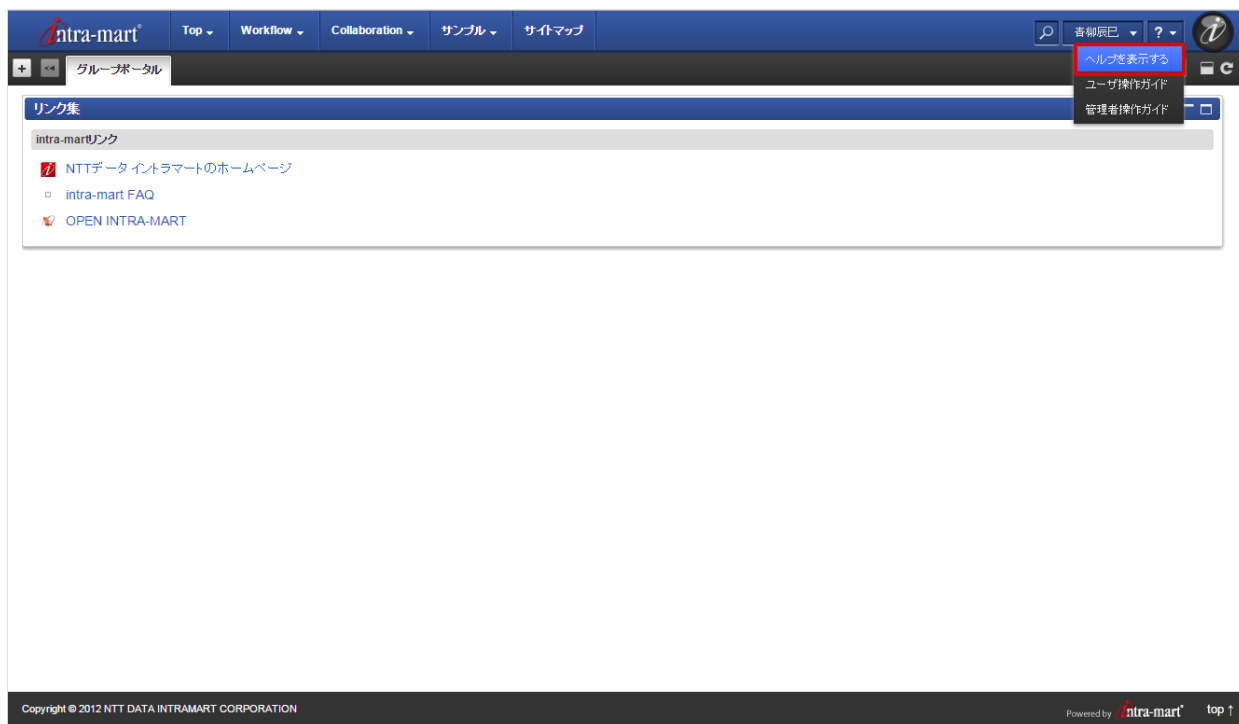 intra-mart® Top Workflow Collaboration サンプル サイトマップ 青柳辰巳 ?
グループポータル
ヘルプを表示する
ユーザ操作ガイド
管理者操作ガイド
リンク集
intra-martリンク
NTTデータ イントラマートのホームページ
intra-mart FAQ
OPEN INTRA-MART
Copyright © 2012 NTT DATA INTRAMART CORPORATION
Powered by intra-mart® top ↑